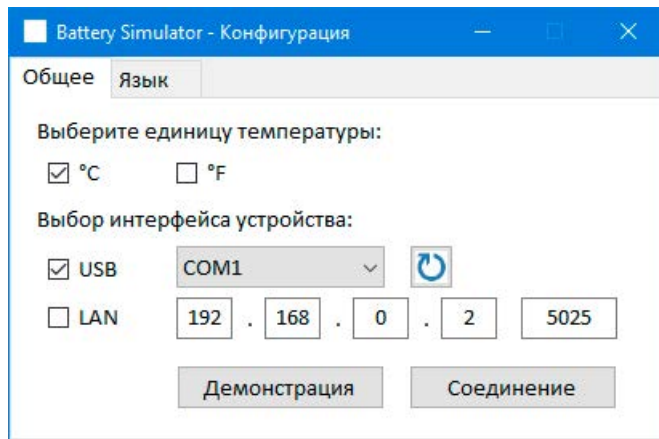 Battery Simulator - Конфигурация
Общее Язык
Выберите единицу температуры:
°C °F
Выбор интерфейса устройства:
USB COM1
LAN 192 . 168 . 0 . 2 5025
Демонстрация Соединение